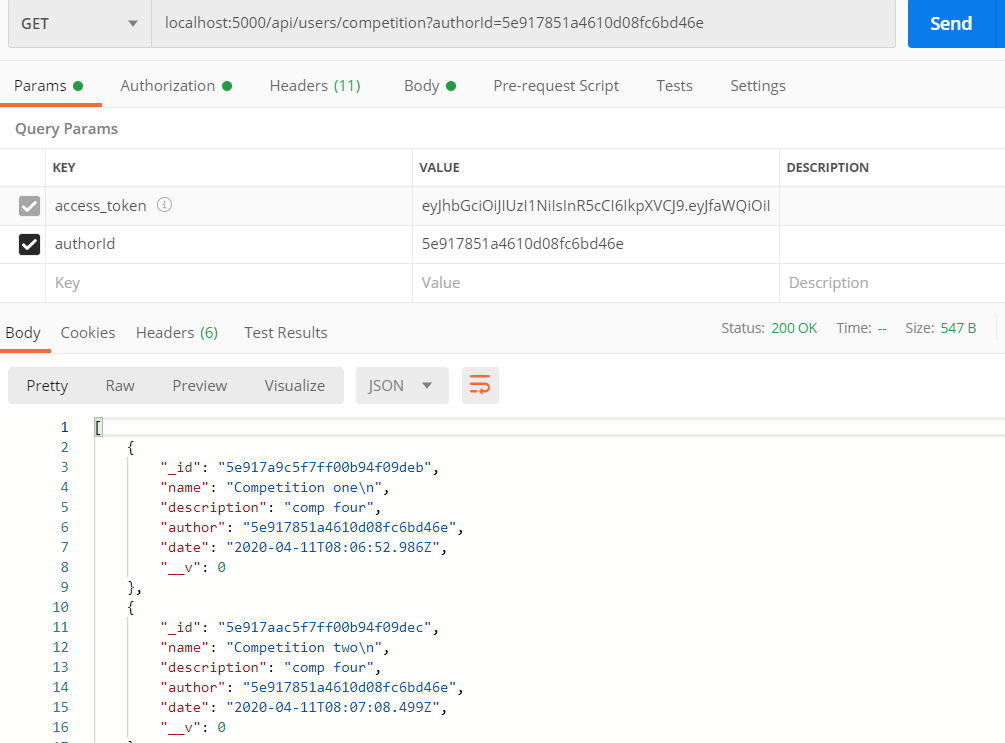 GET localhost:5000/api/users/competition?authorId=5e917851a4610d08fc6bd46e Send
Params Authorization Headers (11) Body Pre-request Script Tests Settings
Query Params
KEY VALUE DESCRIPTION
access_token eyJhbGciOiJIUzI1NiIsInR5cCI6IkpXVCJ9.eyJfaWQiOiI
authorId 5e917851a4610d08fc6bd46e
Key Value Description
Body Cookies Headers (6) Test Results Status: 200 OK Time: -- Size: 547 B
Pretty Raw Preview Visualize JSON
1 [
2 {
3 "_id": "5e917a9c5f7ff00b94f09deb",
4 "name": "Competition one\n",
5 "description": "comp four",
6 "author": "5e917851a4610d08fc6bd46e",
7 "date": "2020-04-11T08:06:52.986Z",
8 "__v": 0
9 },
10 {
11 "_id": "5e917aac5f7ff00b94f09dec",
12 "name": "Competition two\n",
13 "description": "comp four",
14 "author": "5e917851a4610d08fc6bd46e",
15 "date": "2020-04-11T08:07:08.499Z",
16 "__v": 0